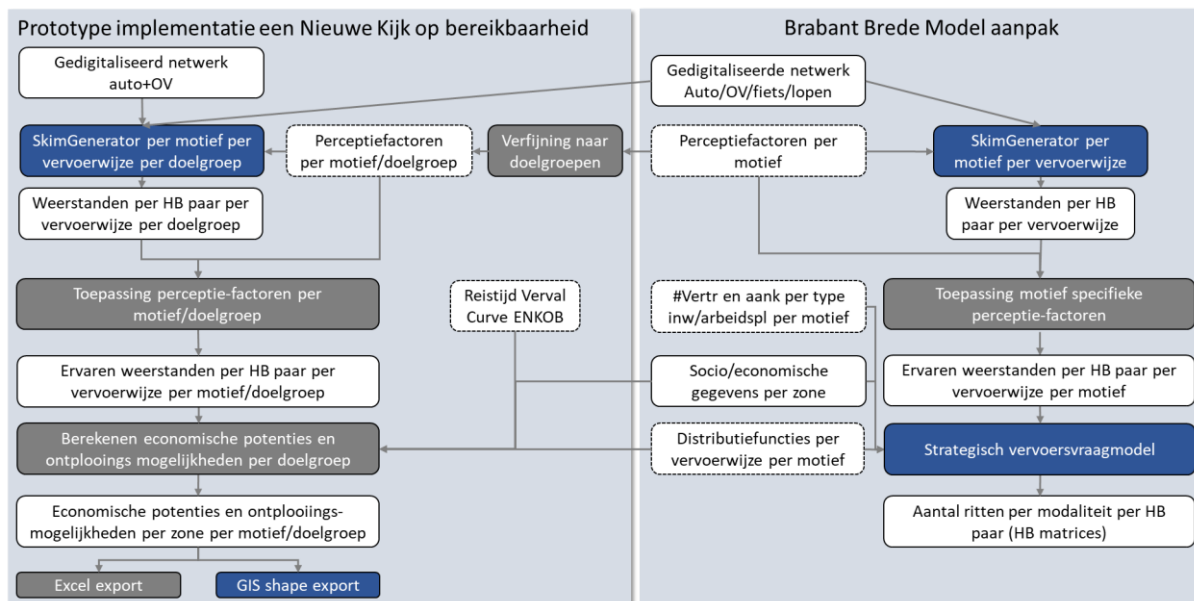 Prototype implementatie een Nieuwe Kijk op bereikbaarheid
Gedigitaliseerd netwerk
auto+OV
SkimGenerator per motief per
vervoerwijze per doelgroep
Perceptiefactoren
per motief/doelgroep
Verfijning naar
doelgroepen
Weerstanden per HB paar per
vervoerwijze per doelgroep
Toepassing perceptie-factoren per
motief/doelgroep
Reistijd Verval
Curve ENKOB
Ervaren weerstanden per HB paar per
vervoerwijze per motief/doelgroep
Berekenen economische potenties en
ontplooings mogelijkheden per doelgroep
Economische potenties en ontplooiings-
mogelijkheden per zone per motief/doelgroep
Excel export
GIS shape export
Brabant Brede Model aanpak
Gedigitaliseerde netwerk
Auto/OV/fiets/lopen
Perceptiefactoren per
motief
SkimGenerator per
motief per vervoerwijze
Weerstanden per HB
paar per vervoerwijze
#Vertr en aank per type
inw/arbeidspl per motief
Toepassing motief specifieke
perceptie-factoren
Socio/economische
gegevens per zone
Ervaren weerstanden per HB paar per
vervoerwijze per motief
Distributiefuncties per
vervoerwijze per motief
Strategisch vervoersvraagmodel
Aantal ritten per modaliteit per HB
paar (HB matrices)